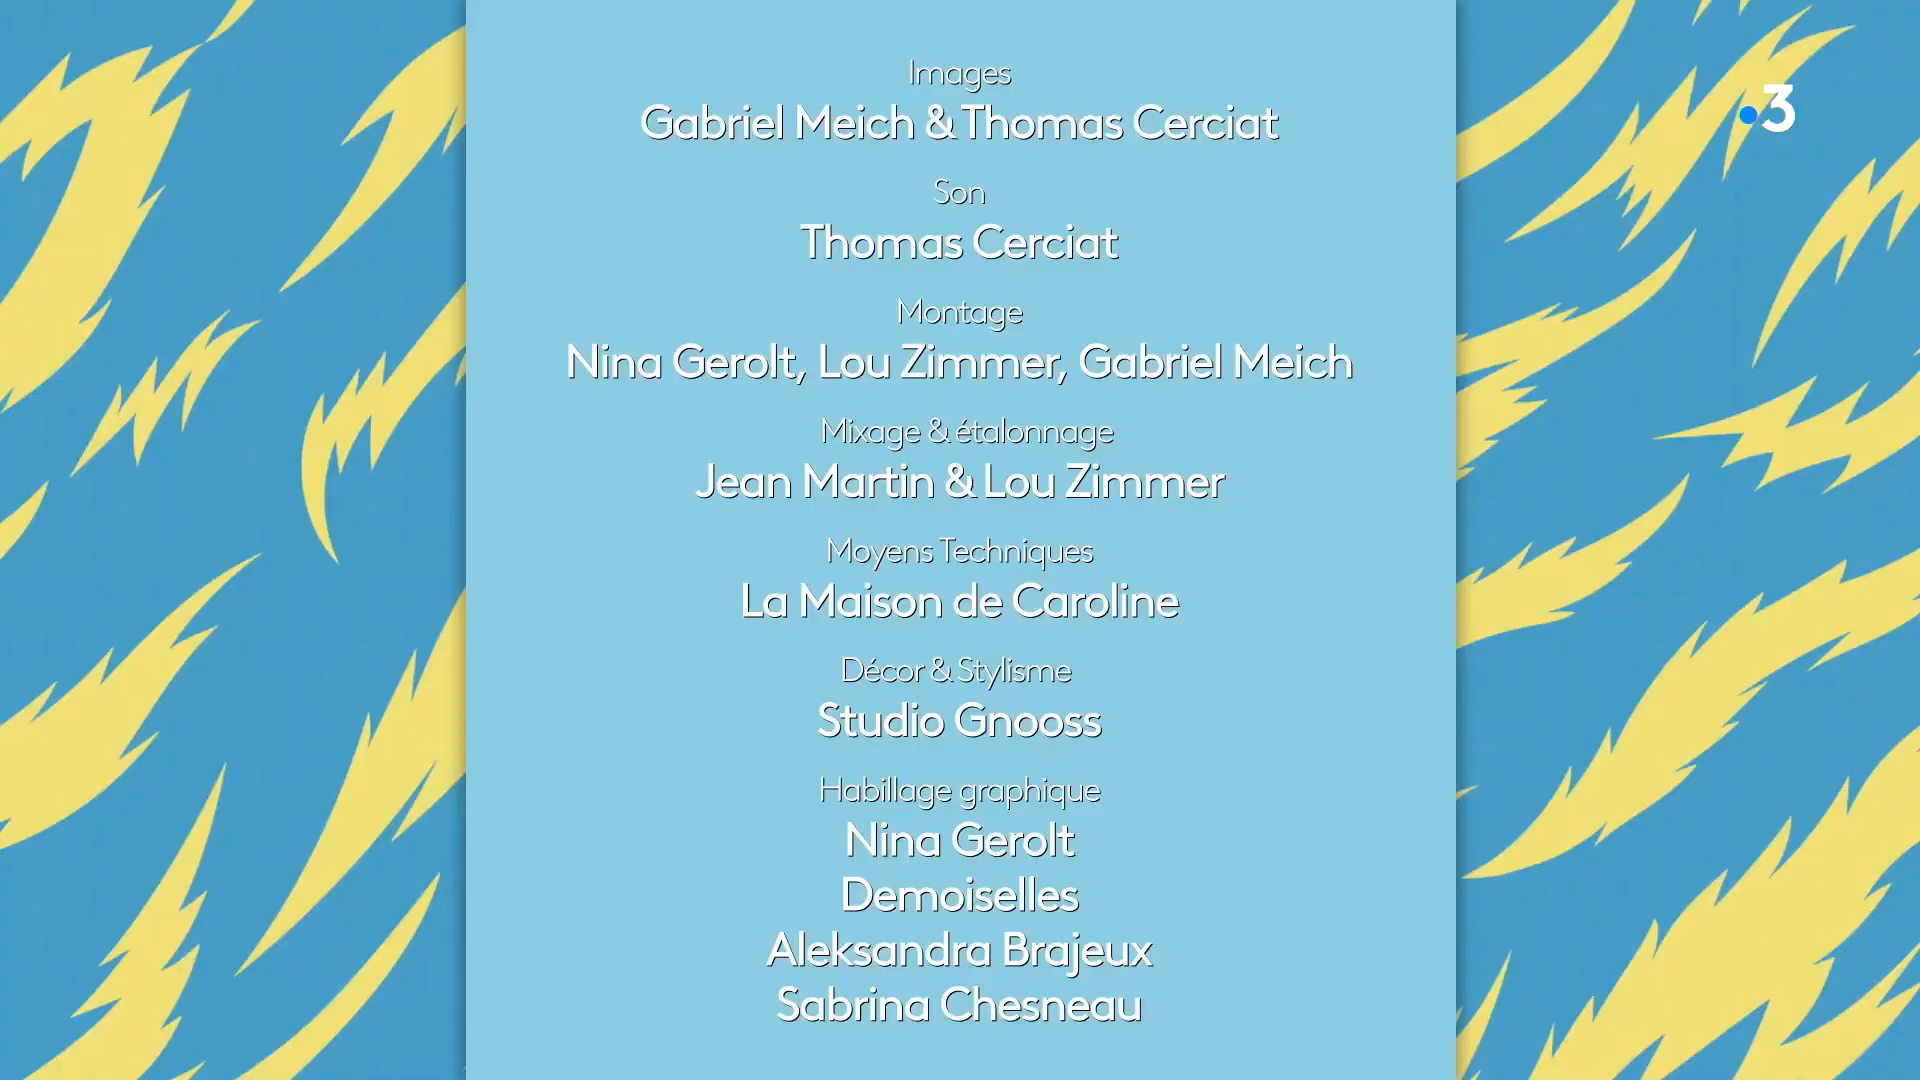 Images
Gabriel Meich & Thomas Cerciat
Son
Thomas Cerciat
Montage
Nina Gerolt, Lou Zimmer, Gabriel Meich
Mixage & étalonnage
Jean Martin & Lou Zimmer
Moyens Techniques
La Maison de Caroline
Décor & Stylisme
Studio Gnooss
Habillage graphique
Nina Gerolt
Demoiselles
Aleksandra Brajeux
Sabrina Chesneau
3